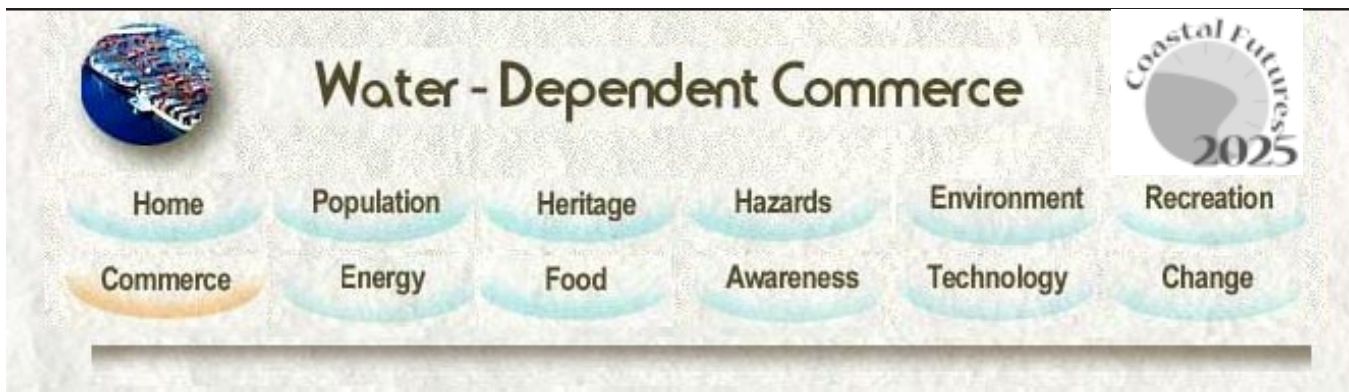 Water - Dependent Commerce
Coastal Futures
2025
Home Population Heritage Hazards Environment Recreation
Commerce Energy Food Awareness Technology Change